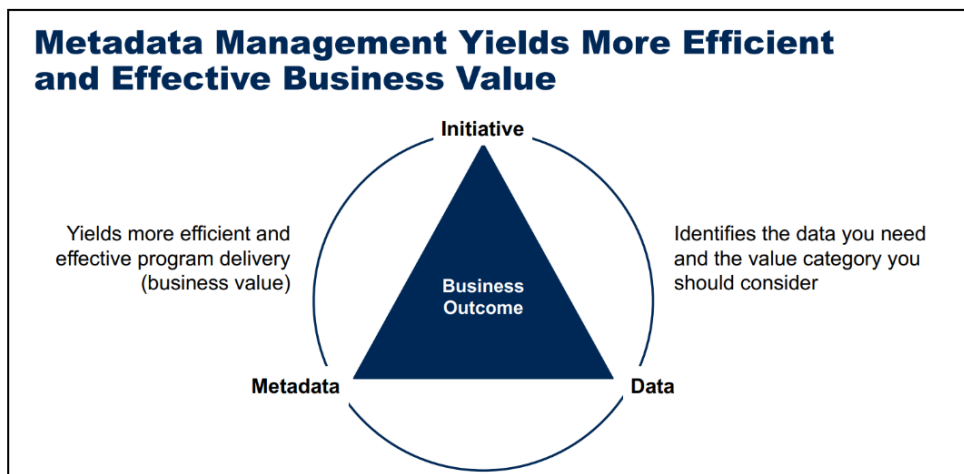 Metadata Management Yields More Efficient
and Effective Business Value
Initiative
Yields more efficient and
effective program delivery
(business value)
Identifies the data you need
and the value category you
should consider
Business
Outcome
Metadata
Data